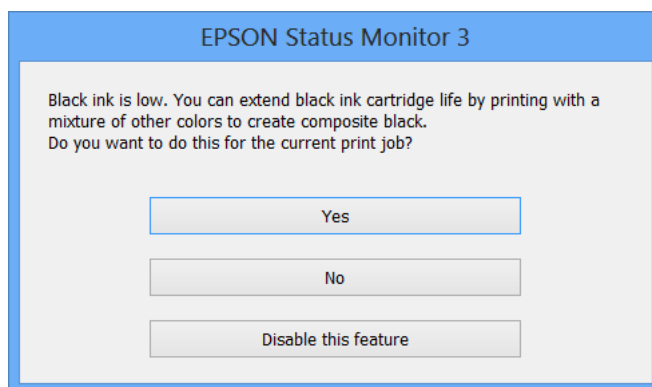 EPSON Status Monitor 3
Black ink is low. You can extend black ink cartridge life by printing with a
mixture of other colors to create composite black.
Do you want to do this for the current print job?
Yes
No
Disable this feature